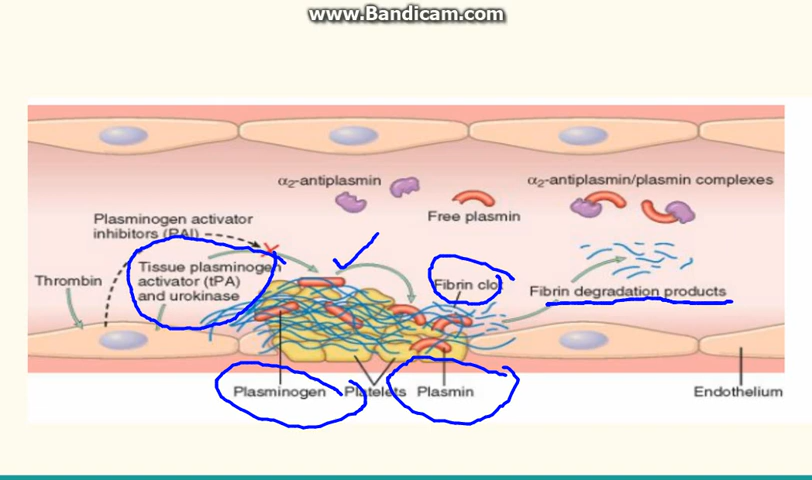 www.Bandicam.com
α2-antiplasmin
α2-antiplasmin/plasmin complexes
Free plasmin
Plasminogen activator
inhibitors (PAI)
Tissue plasminogen
activator (tPA)
and urokinase
Thrombin
Fibrin clot
Fibrin degradation products
Plasminogen
Platelets
Plasmin
Endothelium